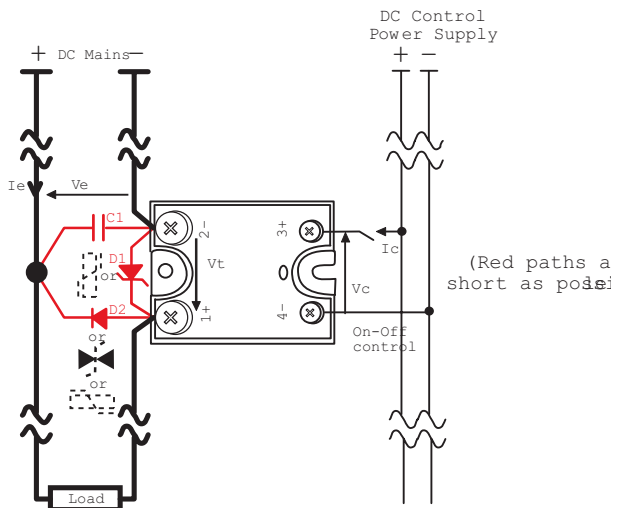 DC Control
Power Supply
+ DC Mains −
+ −
Ie
Ve
C1
2-
3+
Ic
D1
or
Vt
Vc
(Red paths a
short as possi
D2
1+
4-
or
On-Off
control
or
Load